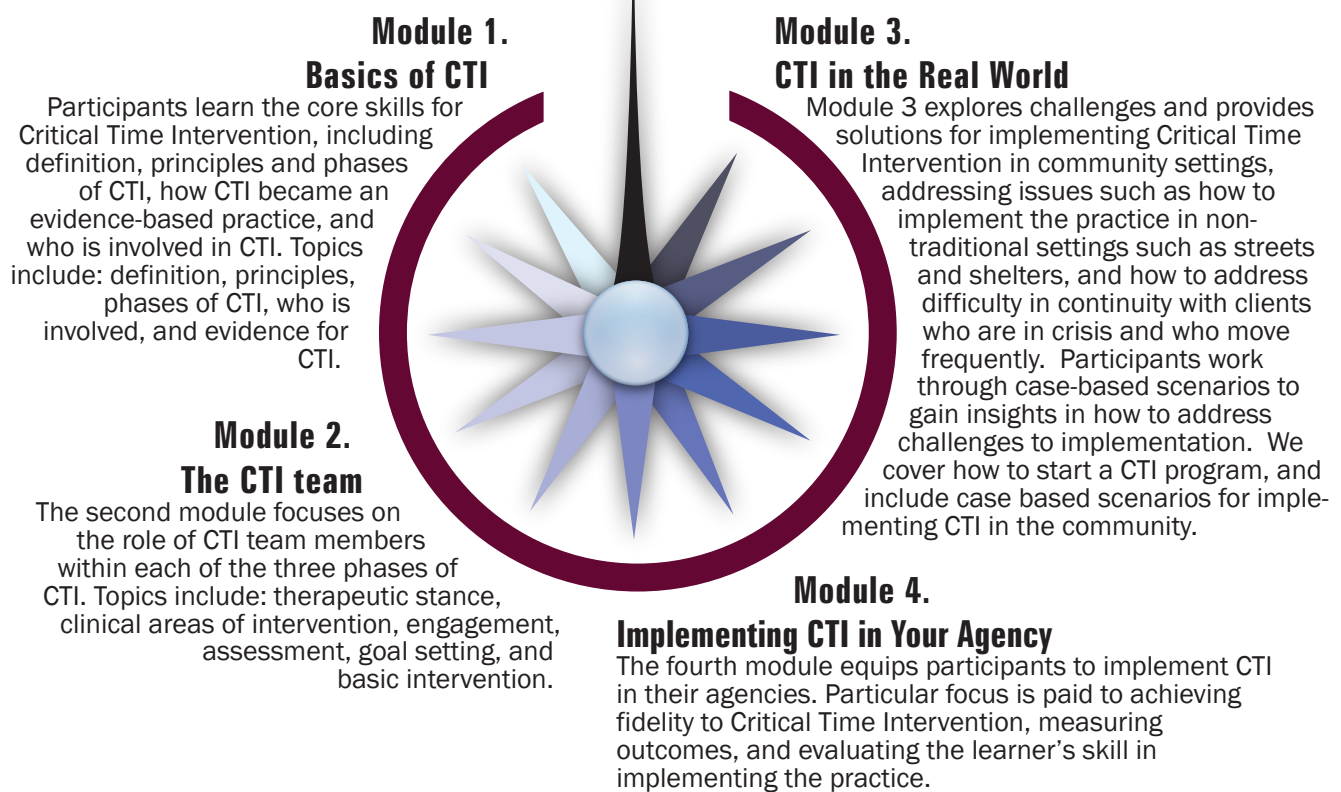 Module 1.
Basics of CTI
Participants learn the core skills for
Critical Time Intervention, including
definition, principles and phases
of CTI, how CTI became an
evidence-based practice, and
who is involved in CTI. Topics
include: definition, principles,
phases of CTI, who is
involved, and evidence for
CTI.
Module 2.
The CTI team
The second module focuses on
the role of CTI team members
within each of the three phases of
CTI. Topics include: therapeutic stance,
clinical areas of intervention, engagement,
assessment, goal setting, and
basic intervention.
Module 3.
CTI in the Real World
Module 3 explores challenges and provides
solutions for implementing Critical Time
Intervention in community settings,
addressing issues such as how to
implement the practice in non-
traditional settings such as streets
and shelters, and how to address
difficulty in continuity with clients
who are in crisis and who move
frequently.  Participants work
through case-based scenarios to
gain insights in how to address
challenges to implementation.  We
cover how to start a CTI program, and
include case based scenarios for imple-
menting CTI in the community.
Module 4.
Implementing CTI in Your Agency
The fourth module equips participants to implement CTI
in their agencies. Particular focus is paid to achieving
fidelity to Critical Time Intervention, measuring
outcomes, and evaluating the learner’s skill in
implementing the practice.